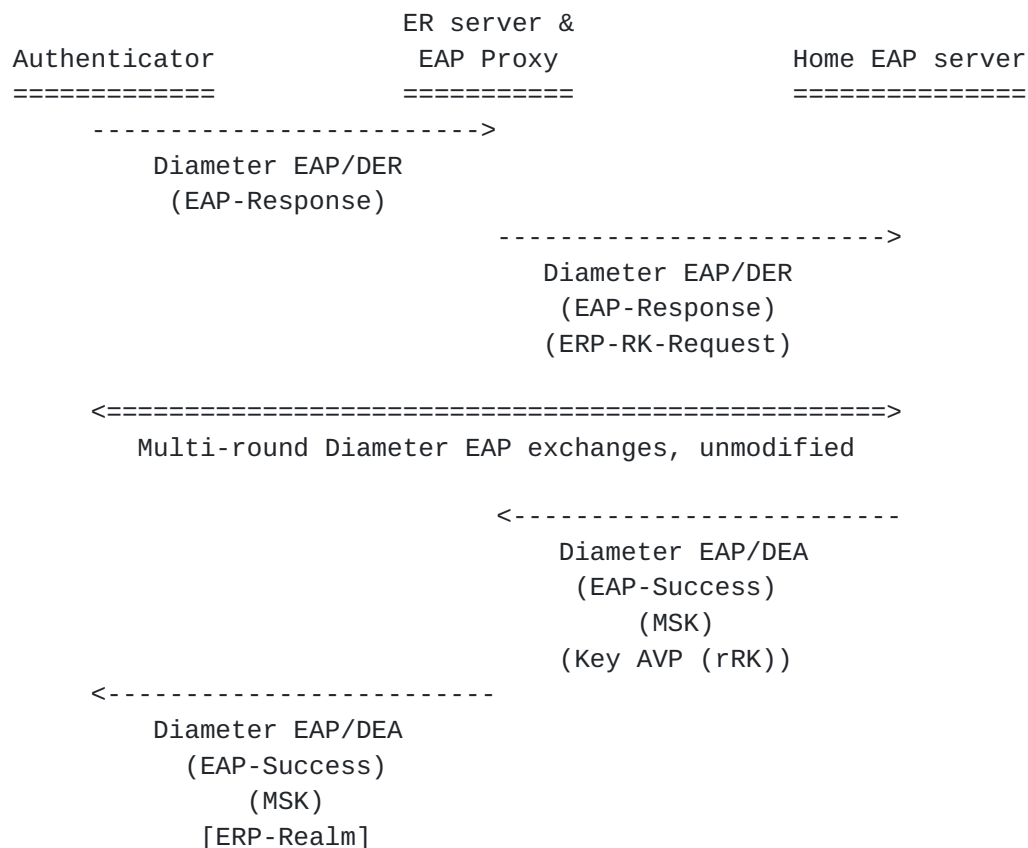 ER server &
Authenticator EAP Proxy Home EAP server
============= =========== ===============
------------------------->
Diameter EAP/DER
(EAP-Response)
------------------------->
Diameter EAP/DER
(EAP-Response)
(ERP-RK-Request)
<==================================================>
Multi-round Diameter EAP exchanges, unmodified
<-------------------------
Diameter EAP/DEA
(EAP-Success)
(MSK)
(Key AVP (rRK))
<-------------------------
Diameter EAP/DEA
(EAP-Success)
(MSK)
[ERP-Realm]